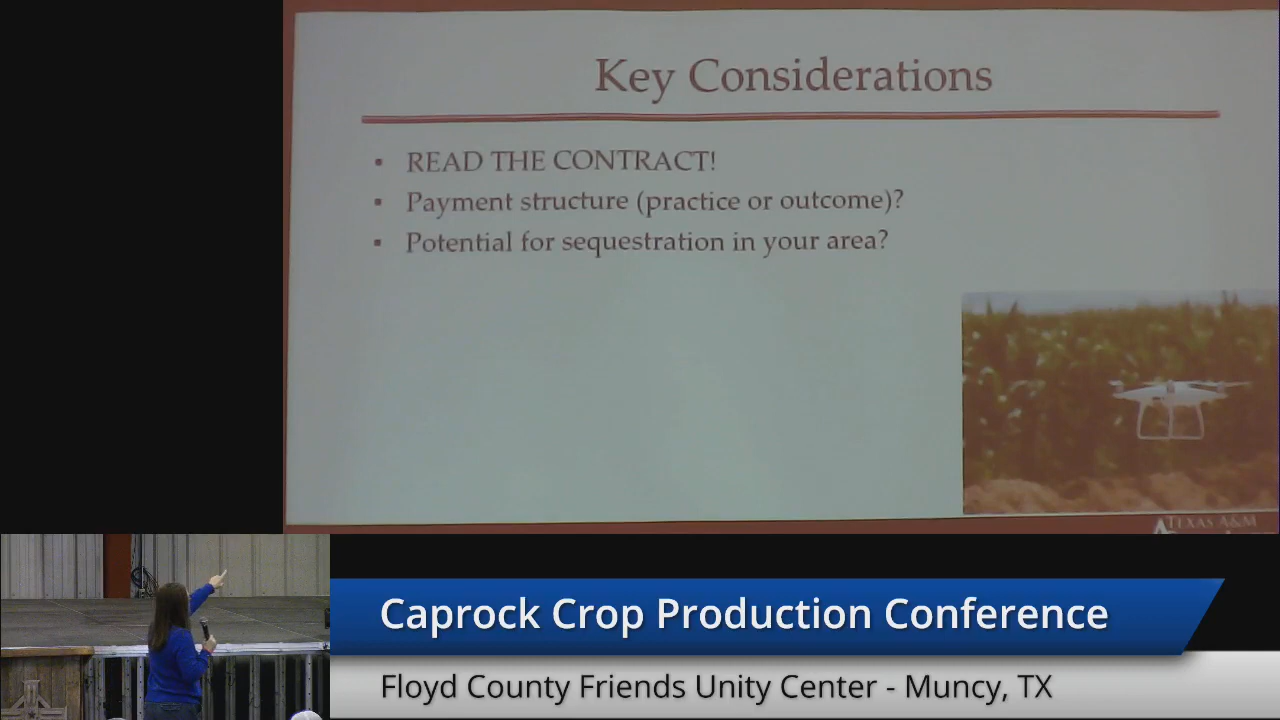 Key Considerations
▪ READ THE CONTRACT!
▪ Payment structure (practice or outcome)?
▪ Potential for sequestration in your area?
TEXAS A&M
Caprock Crop Production Conference
Floyd County Friends Unity Center - Muncy, TX